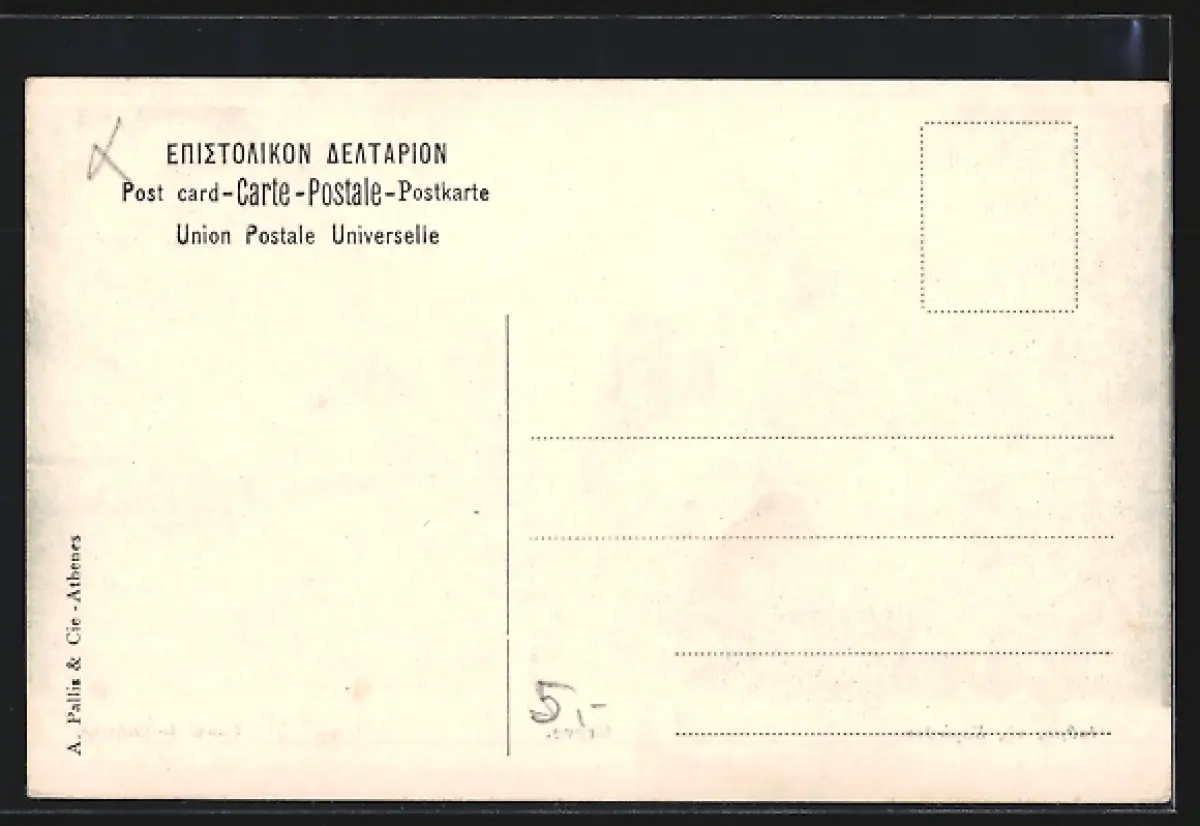 ΕΠΙΣΤΟΛΙΚΟΝ ΔΕΛΤΑΡΙΟΝ
Post card-Carte-Postale-Postkarte
Union Postale Universelle
A. Pallis & Cie - Athenes
5,-